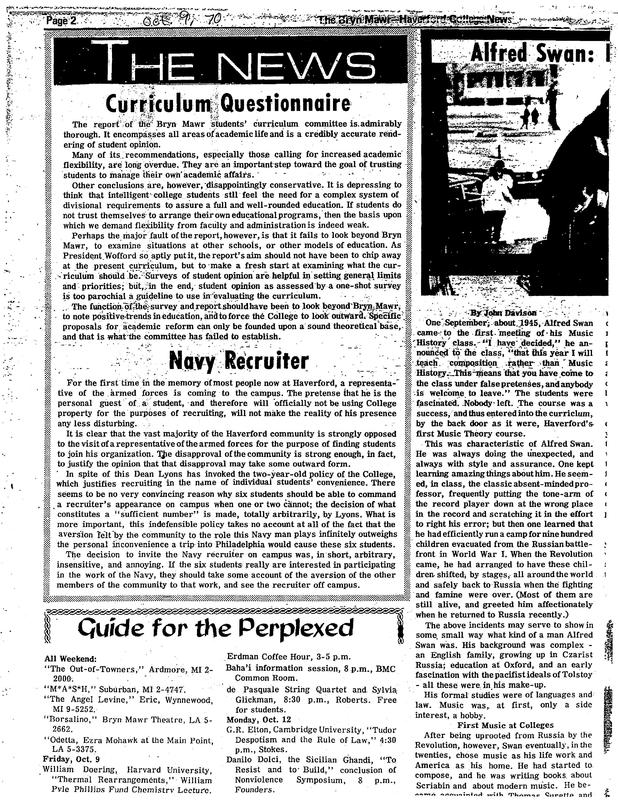 Page 2
Oct 9, 70
The Bryn Mawr-Haverford College News
THE NEWS
Curriculum Questionnaire
The report of the Bryn Mawr students' curriculum committee is admirably
thorough. It encompasses all areas of academic life and is a credibly accurate rend-
ering of student opinion.
Many of its recommendations, especially those calling for increased academic
flexibility, are long overdue. They are an important step toward the goal of trusting
students to manage their own academic affairs.
Other conclusions are, however, disappointingly conservative. It is depressing to
think that intelligent college students stll feel the need for a complex system of
divisional requirements to assure a full and well-rounded education. If students do
not trust themselves to arrange their own educational programs, then the basis upon
which we demand flexibility from faculty and administration is indeed weak.
Perhaps the major fault of the report, however, is that it fails to look beyond Bryn
Mawr, to examine situations at other schools, or other models of education. As
President Wofford so aptly put it, the report's aim should not have been to chip away
at the present curriculum, but to make a fresh start at examining what the cur-
riculum should be. Surveys of student opinion are helpful in setting general limits
and priorities; but, in the end, student opinion as assessed by a one-shot survey
is too parochial a guideline to use in evaluating the curriculum.
The function of the survey and report should have been to look beyond Bryn Mawr,
to note positive trends in education, and to force the College to look outward. Specific
proposals for academic reform can only be founded upon a sound theoretical base,
and that is what the committee has failed to establish.
Navy Recruiter
For the first time in the memory of most people now at Haverford, a representa-
tive of the armed forces is coming to the campus. The pretense that he is the
personal guest of a student, and therefore will officially not be using College
property for the purposes of recruiting, will not make the reality of his presence
any less disturbing.
It is clear that the vast majority of the Haverford community is strongly opposed
to the visit of a representative of the armed forces for the purpose of finding students
to join his organization. The disapproval of the community is strong enough, in fact,
to justify the opinion that that disapproval may take some outward form.
In spite of this Dean Lyons has invoked the two-year-old policy of the College,
which justifies recruiting in the name of individual students' convenience. There
seems to be no very convincing reason why six students should be able to command
a recruiter's appearance on campus when one or two cannot; the decision of what
constitutes a "sufficient number" is made, totally arbitrarily, by Lyons. What is
more important, this indefensible policy takes no account at all of the fact that the
aversion felt by the community to the role this Navy man plays infinitely outweighs
the personal inconvenience a trip into Philadelphia would cause these six students.
The decision to invite the Navy recruiter on campus was, in short, arbitrary,
insensitive, and annoying. If the six students really are interested in participating
in the work of the Navy, they should take some account of the aversion of the other
members of the community to that work, and see the recruiter off campus.
Guide for the Perplexed
All Weekend:
"The Out-of-Towners," Ardmore, MI 2-
2000.
"M*A*S*H," Suburban, MI 2-4747.
"The Angel Levine," Eric, Wynnewood,
MI 9-5252.
"Borsalino," Bryn Mawr Theatre, LA 5-
2662.
"Odetta, Ezra Mohawk at the Main Point,
LA 5-3375.
Friday, Oct. 9
William Doering, Harvard University,
"Thermal Rearrangements," William
Pyle Philips Fund Chemistry Lecture,
Erdman Coffee Hour, 3-5 p.m.
Baha'i information session, 8 p.m., BMC
Common Room.
de Pasquale String Quartet and Sylvia
Glickman, 8:30 p.m., Roberts. Free
for students.
Monday, Oct. 12
G.R. Elton, Cambridge University, "Tudor
Despotism and the Rule of Law," 4:30
p.m., Stokes.
Danilo Dolci, the Sicilian Ghandi, "To
Resist and to Build," conclusion of
Nonviolence Symposium, 8 p.m.,
Founders.
Alfred Swan:
By John Davison
One September, about 1945, Alfred Swan
came to the first meeting of his Music
History class. "I have decided," he an-
nounced to the class, "that this year I will
teach composition rather than Music
History. This means that you have come to
the class under false pretenses, and anybody
is welcome to leave." The students were
fascinated. Nobody left. The course was a
success, and thus entered into the curriculum,
by the back door as it were, Haverford's
first Music Theory course.
This was characteristic of Alfred Swan.
He was always doing the unexpected, and
always with style and assurance. One kept
learning amazing things about him. He seem-
ed, in class, the classic absent-minded pro-
fessor, frequently putting the tone-arm of
the record player down at the wrong place
in the record and scratching it in the effort
to right his error; but then one learned that
he had efficiently run a camp for nine hundred
children evacuated from the Russian battle-
front in World War I. When the Revolution
came, he had arranged to have these chil-
dren shifted, by stages, all around the world
and safely back to Russia when the fighting
and famine were over. (Most of them are
still alive, and greeted him affectionately
when he returned to Russia recently.)
The above incidents may serve to show in
some small way what kind of a man Alfred
Swan was. His background was complex -
an English family, growing up in Czarist
Russia; education at Oxford, and an early
fascination with the pacifist ideals of Tolstoy
- all these were in his make-up.
His formal studies were of languages and
law. Music was, at first, only a side
interest, a hobby.
First Music at Colleges
After being uprooted from Russia by the
Revolution, however, Swan eventually, in the
twenties, chose music as his life work and
America as his home. He had started to
compose, and he was writing books about
Scriabin and about modern music. He be-
came acquainted with Thomas Surette and